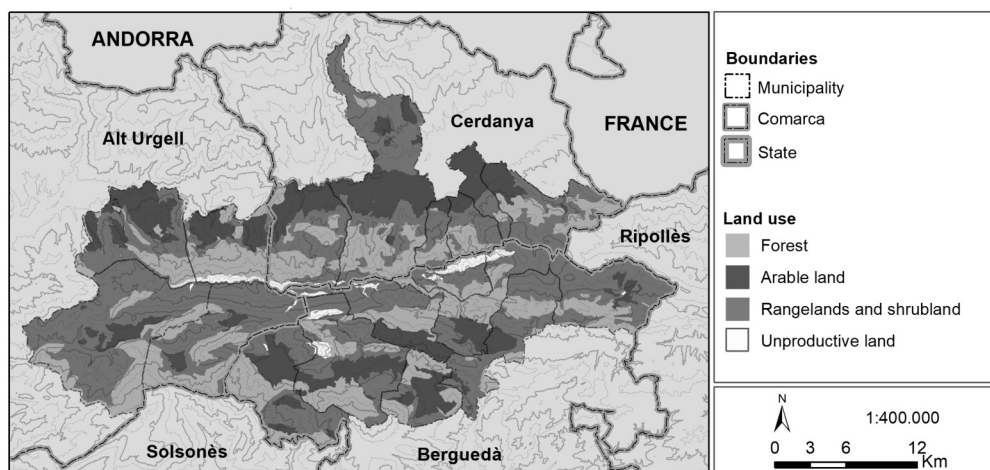 ANDORRA
Alt Urgell
Cerdanya
FRANCE
Ripollès
Solsonès
Berguedà
Boundaries
Municipality
Comarca
State
Land use
Forest
Arable land
Rangelands and shrubland
Unproductive land
N
1:400.000
0 3 6 12
Km